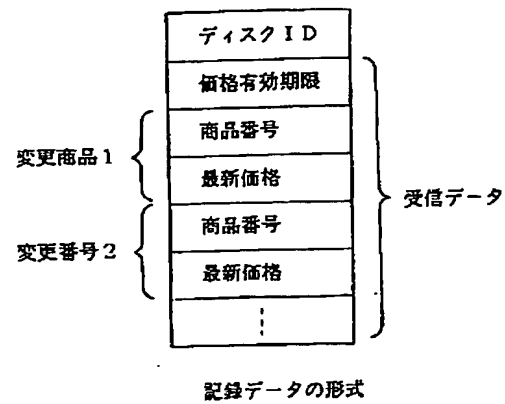 ディスクID
価格有効期限
商品番号
変更商品1
最新価格
受信データ
商品番号
変更番号2
最新価格
記録データの形式